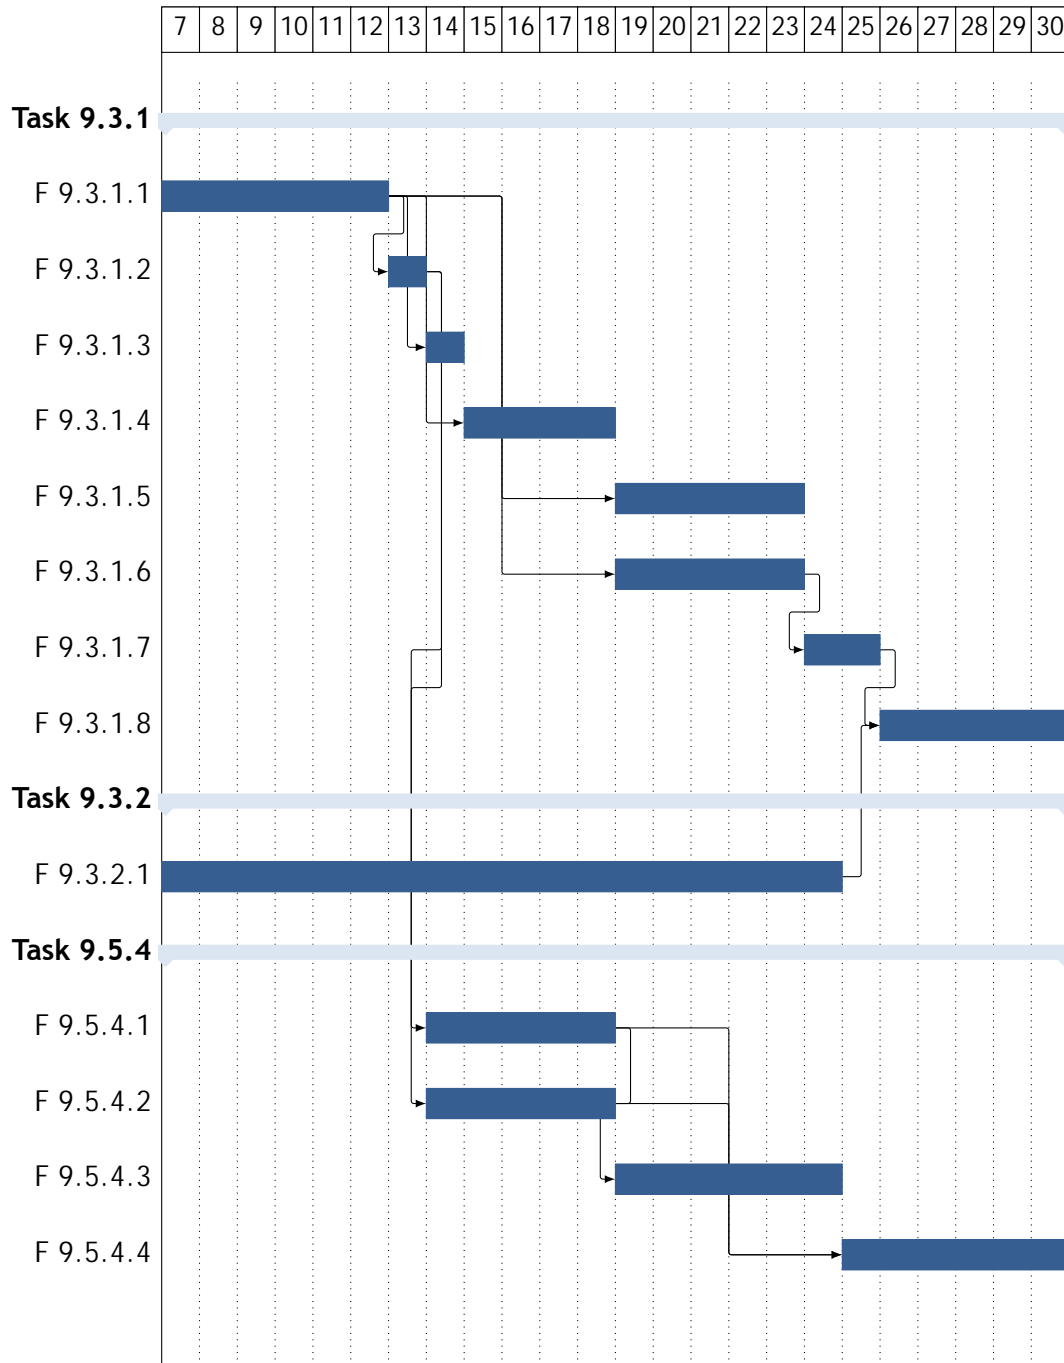 7 8 9 10 11 12 13 14 15 16 17 18 19 20 21 22 23 24 25 26 27 28 29 30
Task 9.3.1
F 9.3.1.1
F 9.3.1.2
F 9.3.1.3
F 9.3.1.4
F 9.3.1.5
F 9.3.1.6
F 9.3.1.7
F 9.3.1.8
Task 9.3.2
F 9.3.2.1
Task 9.5.4
F 9.5.4.1
F 9.5.4.2
F 9.5.4.3
F 9.5.4.4